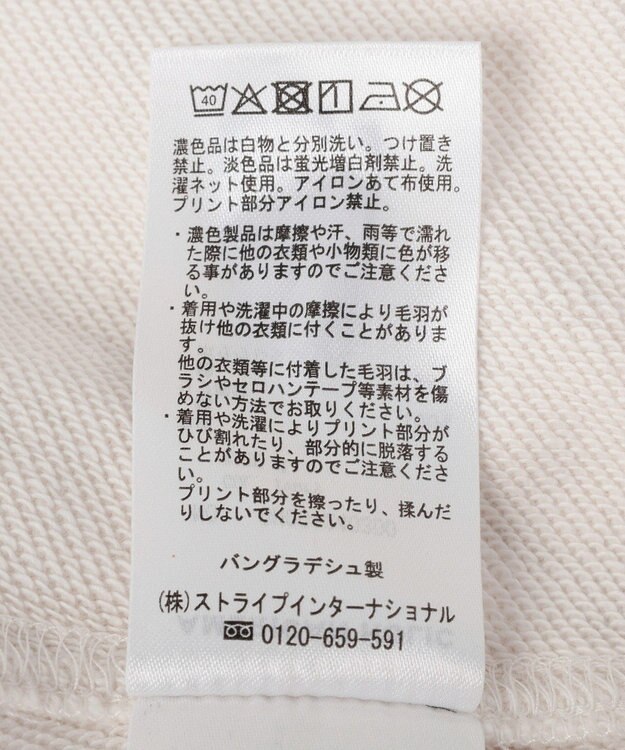 40
濃色品は白物と分別洗い。つけ置き
禁止。淡色品は蛍光増白剤禁止。洗
濯ネット使用。アイロンあて布使用。
プリント部分アイロン禁止。
・濃色製品は摩擦や汗、雨等で濡れ
た際に他の衣類や小物類に色が移
る事がありますのでご注意くださ
い。
・着用や洗濯中の摩擦により毛羽が
抜け他の衣類に付くことがありま
す。
他の衣類等に付着した毛羽は、ブ
ラシやセロハンテープ等素材を傷
めない方法でお取りください。
・着用や洗濯によりプリント部分が
ひび割れたり、部分的に脱落する
ことがありますのでご注意くださ
い。
プリント部分を擦ったり、揉んだ
りしないでください。
バングラデシュ製
(株)ストライプインターナショナル
0120-659-591